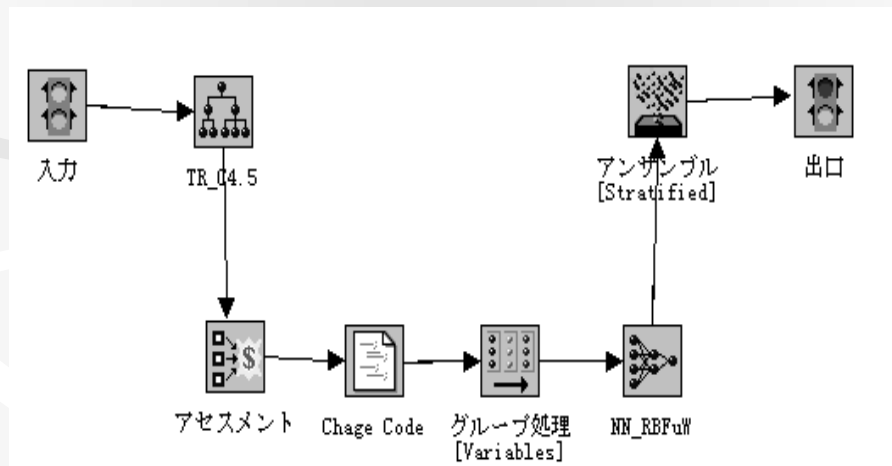 入力
TR_C4.5
アンサンブル
[Stratified]
出口
アセスメント
Chage Code
グループ処理
[Variables]
NN_RBFuW
$